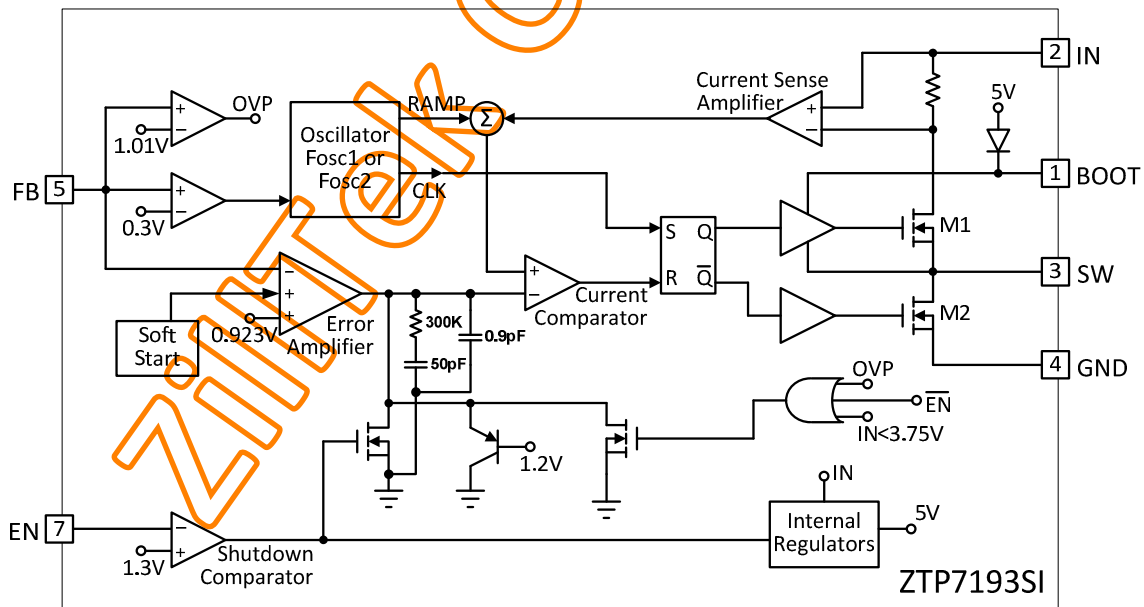 2
IN
Current Sense
Amplifier
5V
+
−
OVP
1.01V
RAMP
Σ
+
−
Oscillator
Fosc1 or
Fosc2
CLK
FB
5
+
−
0.3V
1
BOOT
S
Q
R
Q̅
M1
3
SW
−
+
+
Error
Amplifier
0.923V
Soft
Start
+
−
Current
Comparator
300K
0.9pF
50pF
M2
4
GND
OVP
E̅N̅
IN<3.75V
1.2V
IN
5V
Internal
Regulators
EN
7
−
+
1.3V
Shutdown
Comparator
ZTP7193SI
ZillTek